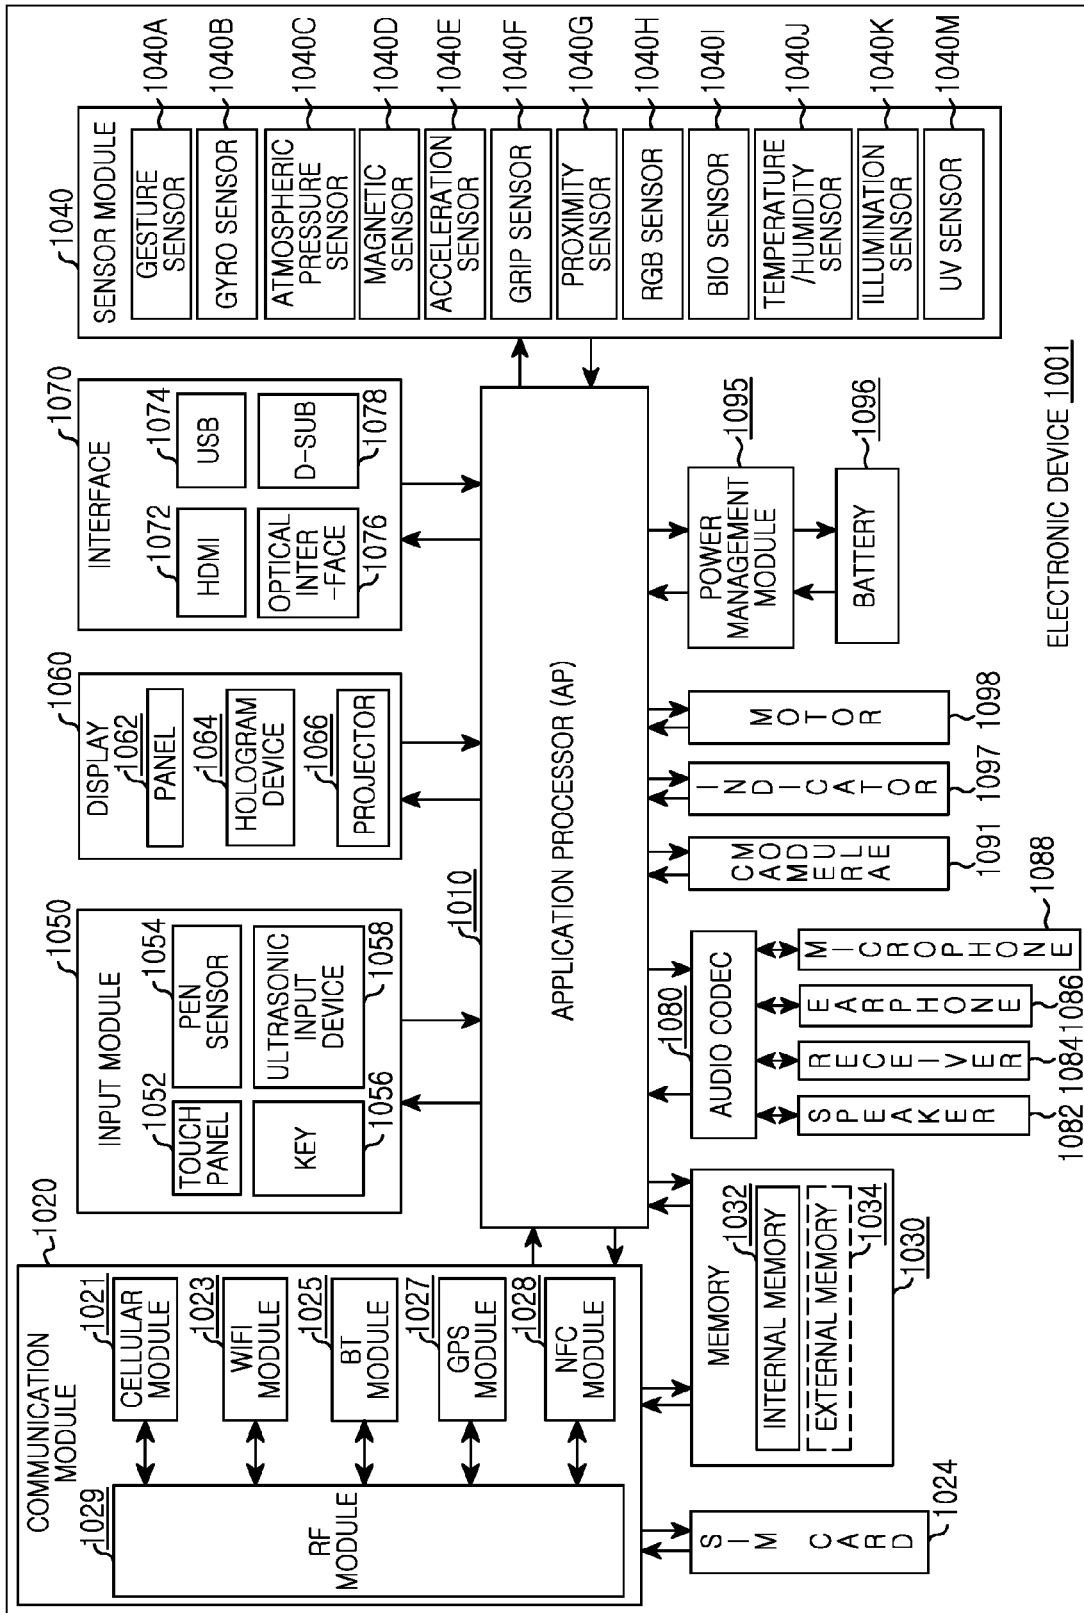 COMMUNICATION
MODULE
1020
1029
RF
MODULE
1021
CELLULAR
MODULE
1023
WIFI
MODULE
1025
BT
MODULE
1027
GPS
MODULE
1028
NFC
MODULE
SIM CARD
1024
INPUT MODULE
1050
1052
TOUCH
PANEL
1054
PEN
SENSOR
KEY
1056
ULTRASONIC
INPUT
DEVICE
1058
DISPLAY
1060
1062
PANEL
1064
HOLOGRAM
DEVICE
1066
PROJECTOR
INTERFACE
1070
1072
HDMI
1074
USB
OPTICAL
INTER
-FACE
1076
D-SUB
1078
1040
SENSOR MODULE
GESTURE
SENSOR
1040A
GYRO SENSOR
1040B
ATMOSPHERIC
PRESSURE
SENSOR
1040C
MAGNETIC
SENSOR
1040D
ACCELERATION
SENSOR
1040E
GRIP SENSOR
1040F
PROXIMITY
SENSOR
1040G
RGB SENSOR
1040H
BIO SENSOR
1040I
TEMPERATURE
/HUMIDITY
SENSOR
1040J
ILLUMINATION
SENSOR
1040K
UV SENSOR
1040M
1010
APPLICATION PROCESSOR (AP)
MEMORY
1032
INTERNAL MEMORY
EXTERNAL MEMORY
1034
1030
1080
AUDIO CODEC
SPEAKER
1082
RECEIVER
1084
EARPHONE
1086
MICROPHONE
1088
CM
AO
MD
EU
RL
AE
1091
INDICATOR
1097
MOTOR
1098
POWER
MANAGEMENT
MODULE
1095
BATTERY
1096
ELECTRONIC DEVICE 1001